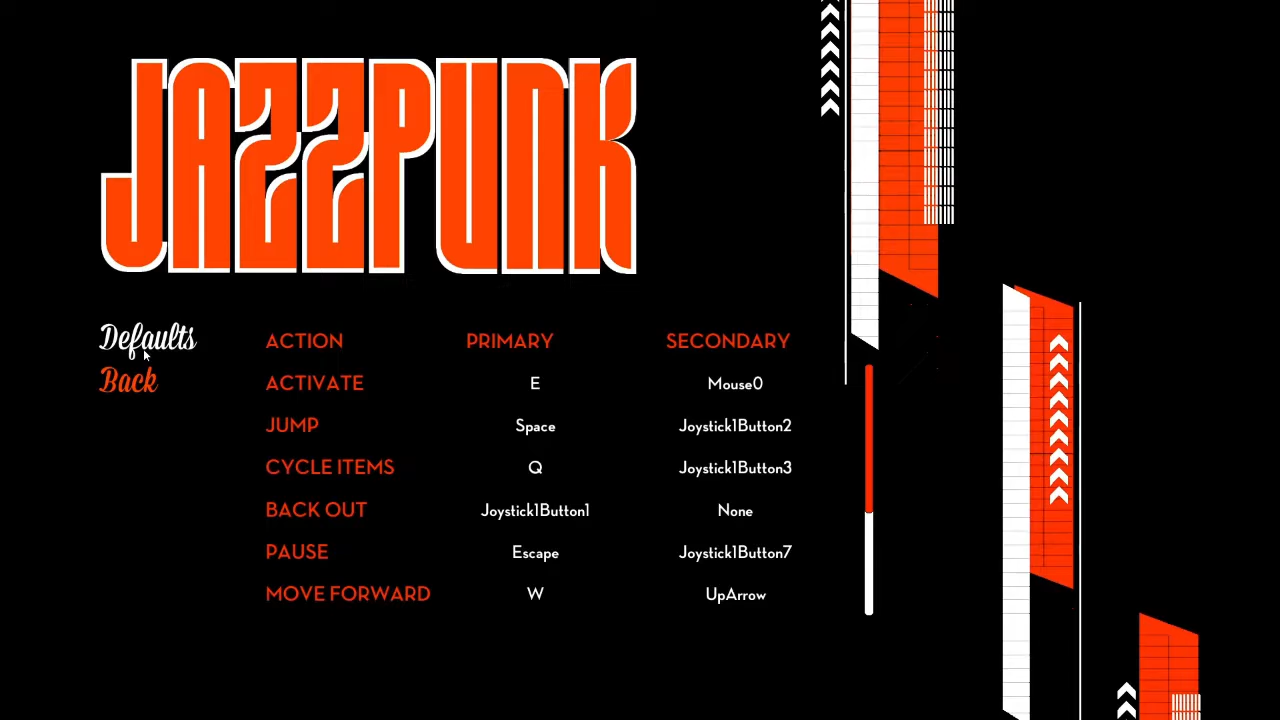 JAZZPUNK
Defaults
Back
ACTION PRIMARY SECONDARY
ACTIVATE E Mouse0
JUMP Space Joystick1Button2
CYCLE ITEMS Q Joystick1Button3
BACK OUT Joystick1Button1 None
PAUSE Escape Joystick1Button7
MOVE FORWARD W UpArrow